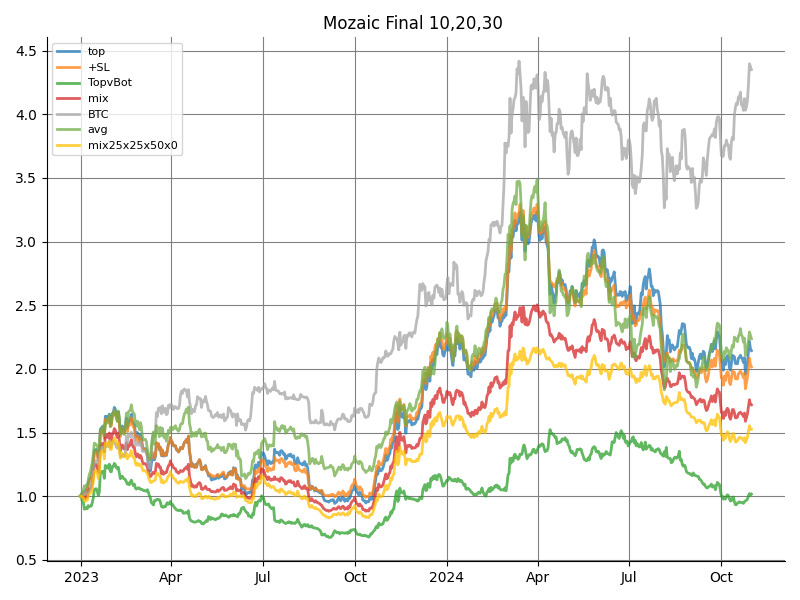 Mozaic Final 10,20,30
top
+SL
TopvBot
mix
BTC
avg
mix25x25x50x0
4.5
4.0
3.5
3.0
2.5
2.0
1.5
1.0
0.5
2023 Apr Jul Oct 2024 Apr Jul Oct